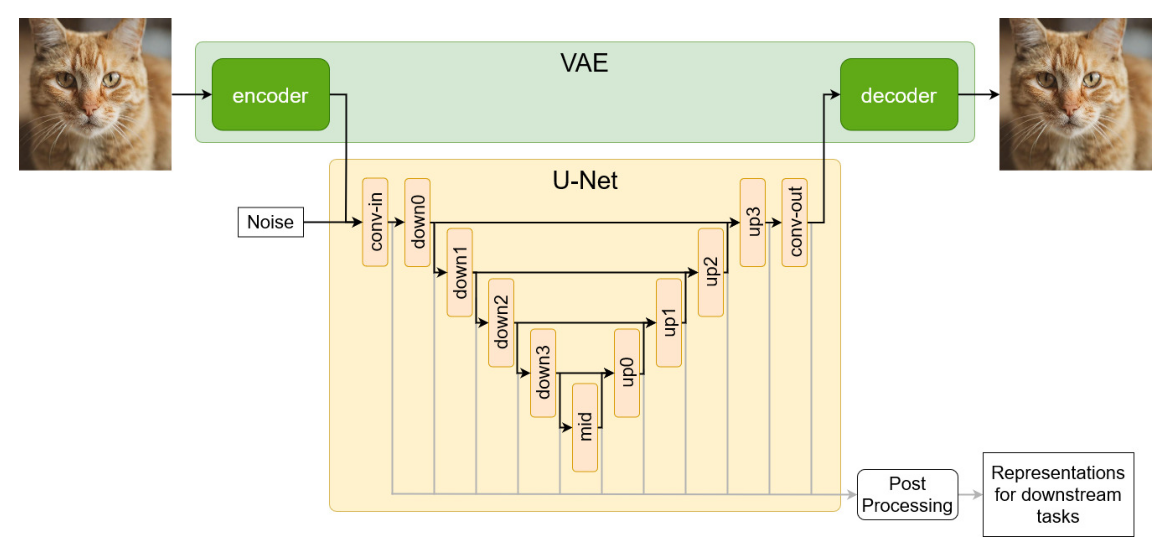 VAE
encoder
decoder
U-Net
Noise
conv-in
down0
down1
down2
down3
mid
up0
up1
up2
up3
conv-out
Post
Processing
Representations
for downstream
tasks